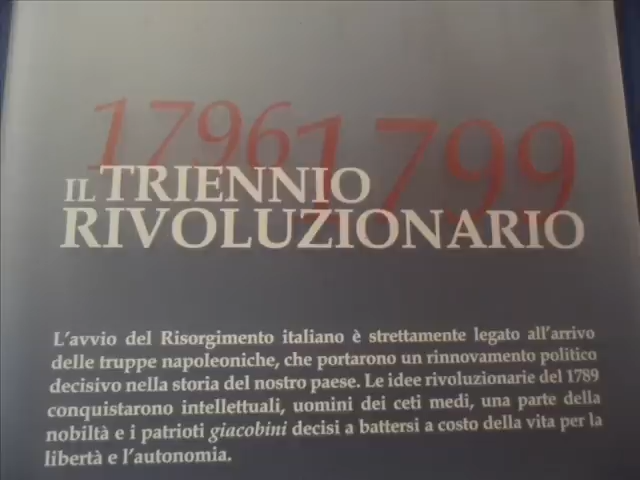 1796 1799
IL TRIENNIO
RIVOLUZIONARIO
L'avvio del Risorgimento italiano è strettamente legato all'arrivo
delle truppe napoleoniche, che portarono un rinnovamento politico
decisivo nella storia del nostro paese. Le idee rivoluzionarie del 1789
conquistarono intellettuali, uomini dei ceti medi, una parte della
nobiltà e i patrioti giacobini decisi a battersi a costo della vita per la
libertà e l'autonomia.